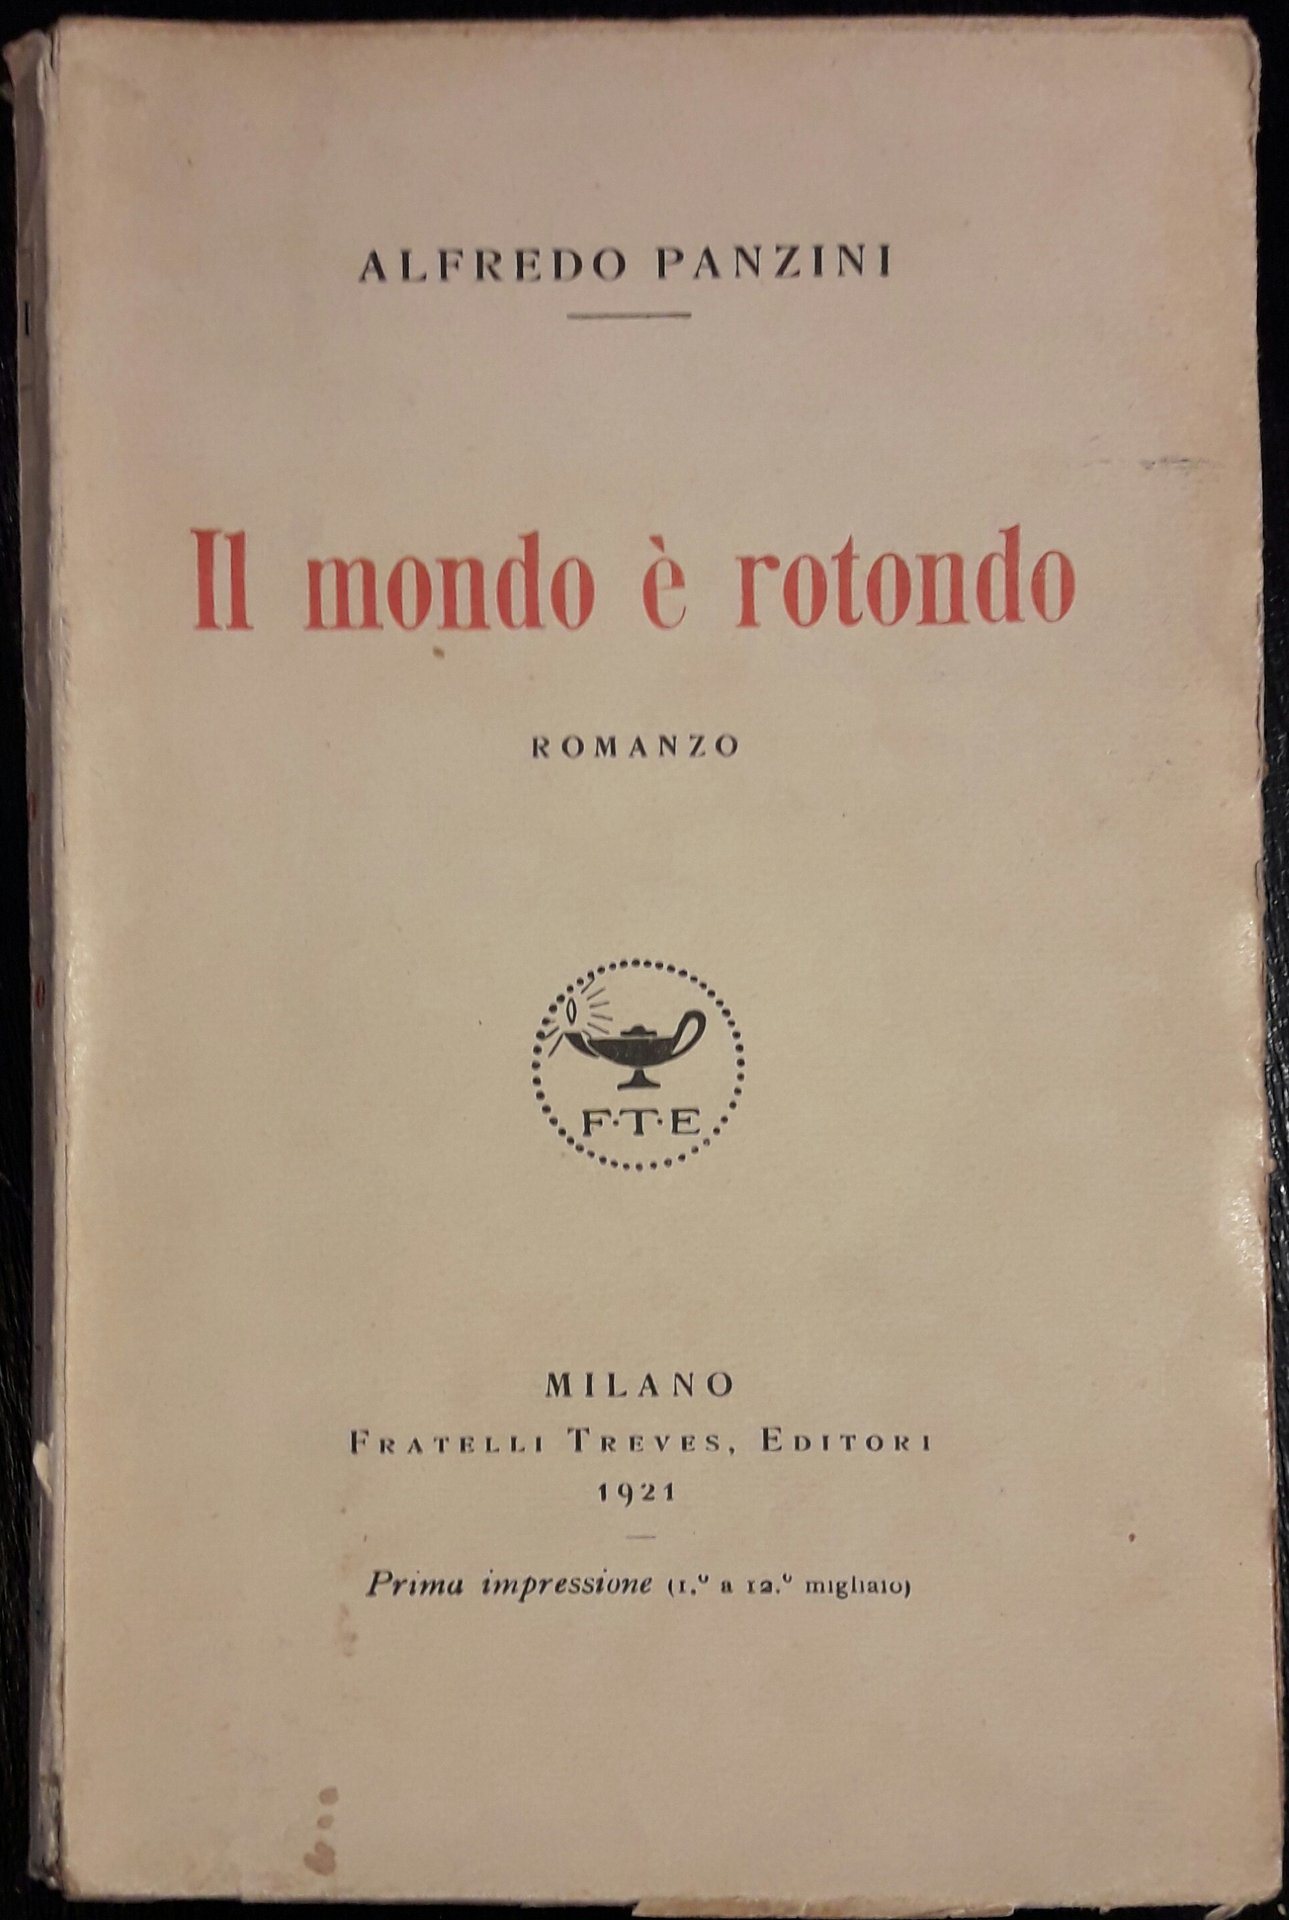 ALFREDO PANZINI
Il mondo è rotondo
ROMANZO
F·T·E
MILANO
FRATELLI TREVES, EDITORI
1921
Prima impressione (1.º a 12.º migliaio)